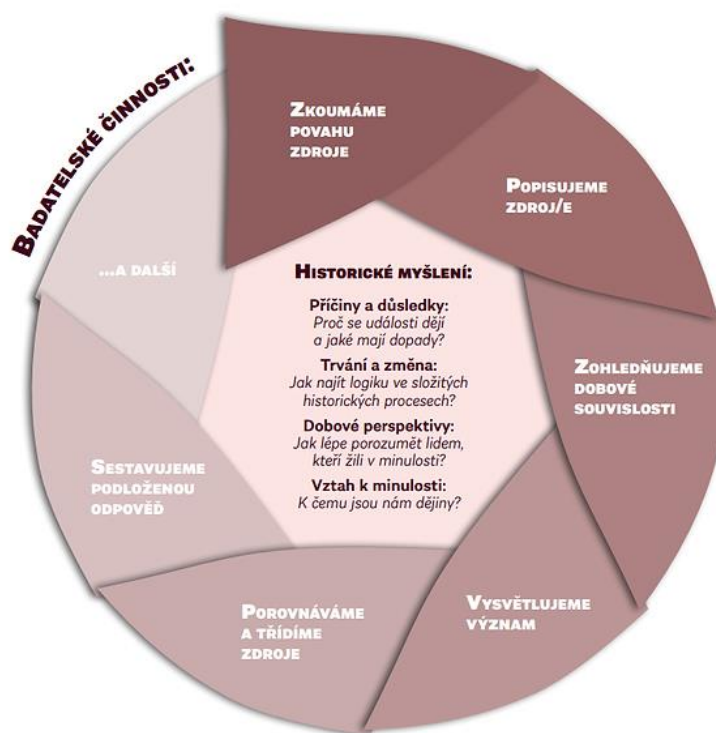 BADATELSKÉ ČINNOSTI:
ZKOUMÁME
POVAHU
ZDROJE
POPISUJEME
ZDROJ/E
ZOHLEDŇUJEME
DOBOVÉ
SOUVISLOSTI
VYSVĚTLUJEME
VÝZNAM
POROVNÁVÁME
A TŘÍDÍME
ZDROJE
SESTAVUJEME
PODLOŽENOU
ODPOVĚĎ
...A DALŠÍ
HISTORICKÉ MYŠLENÍ:
Příčiny a důsledky:
Proč se události dějí
a jaké mají dopady?
Trvání a změna:
Jak najít logiku ve složitých
historických procesech?
Dobové perspektivy:
Jak lépe porozumět lidem,
kteří žili v minulosti?
Vztah k minulosti:
K čemu jsou nám dějiny?